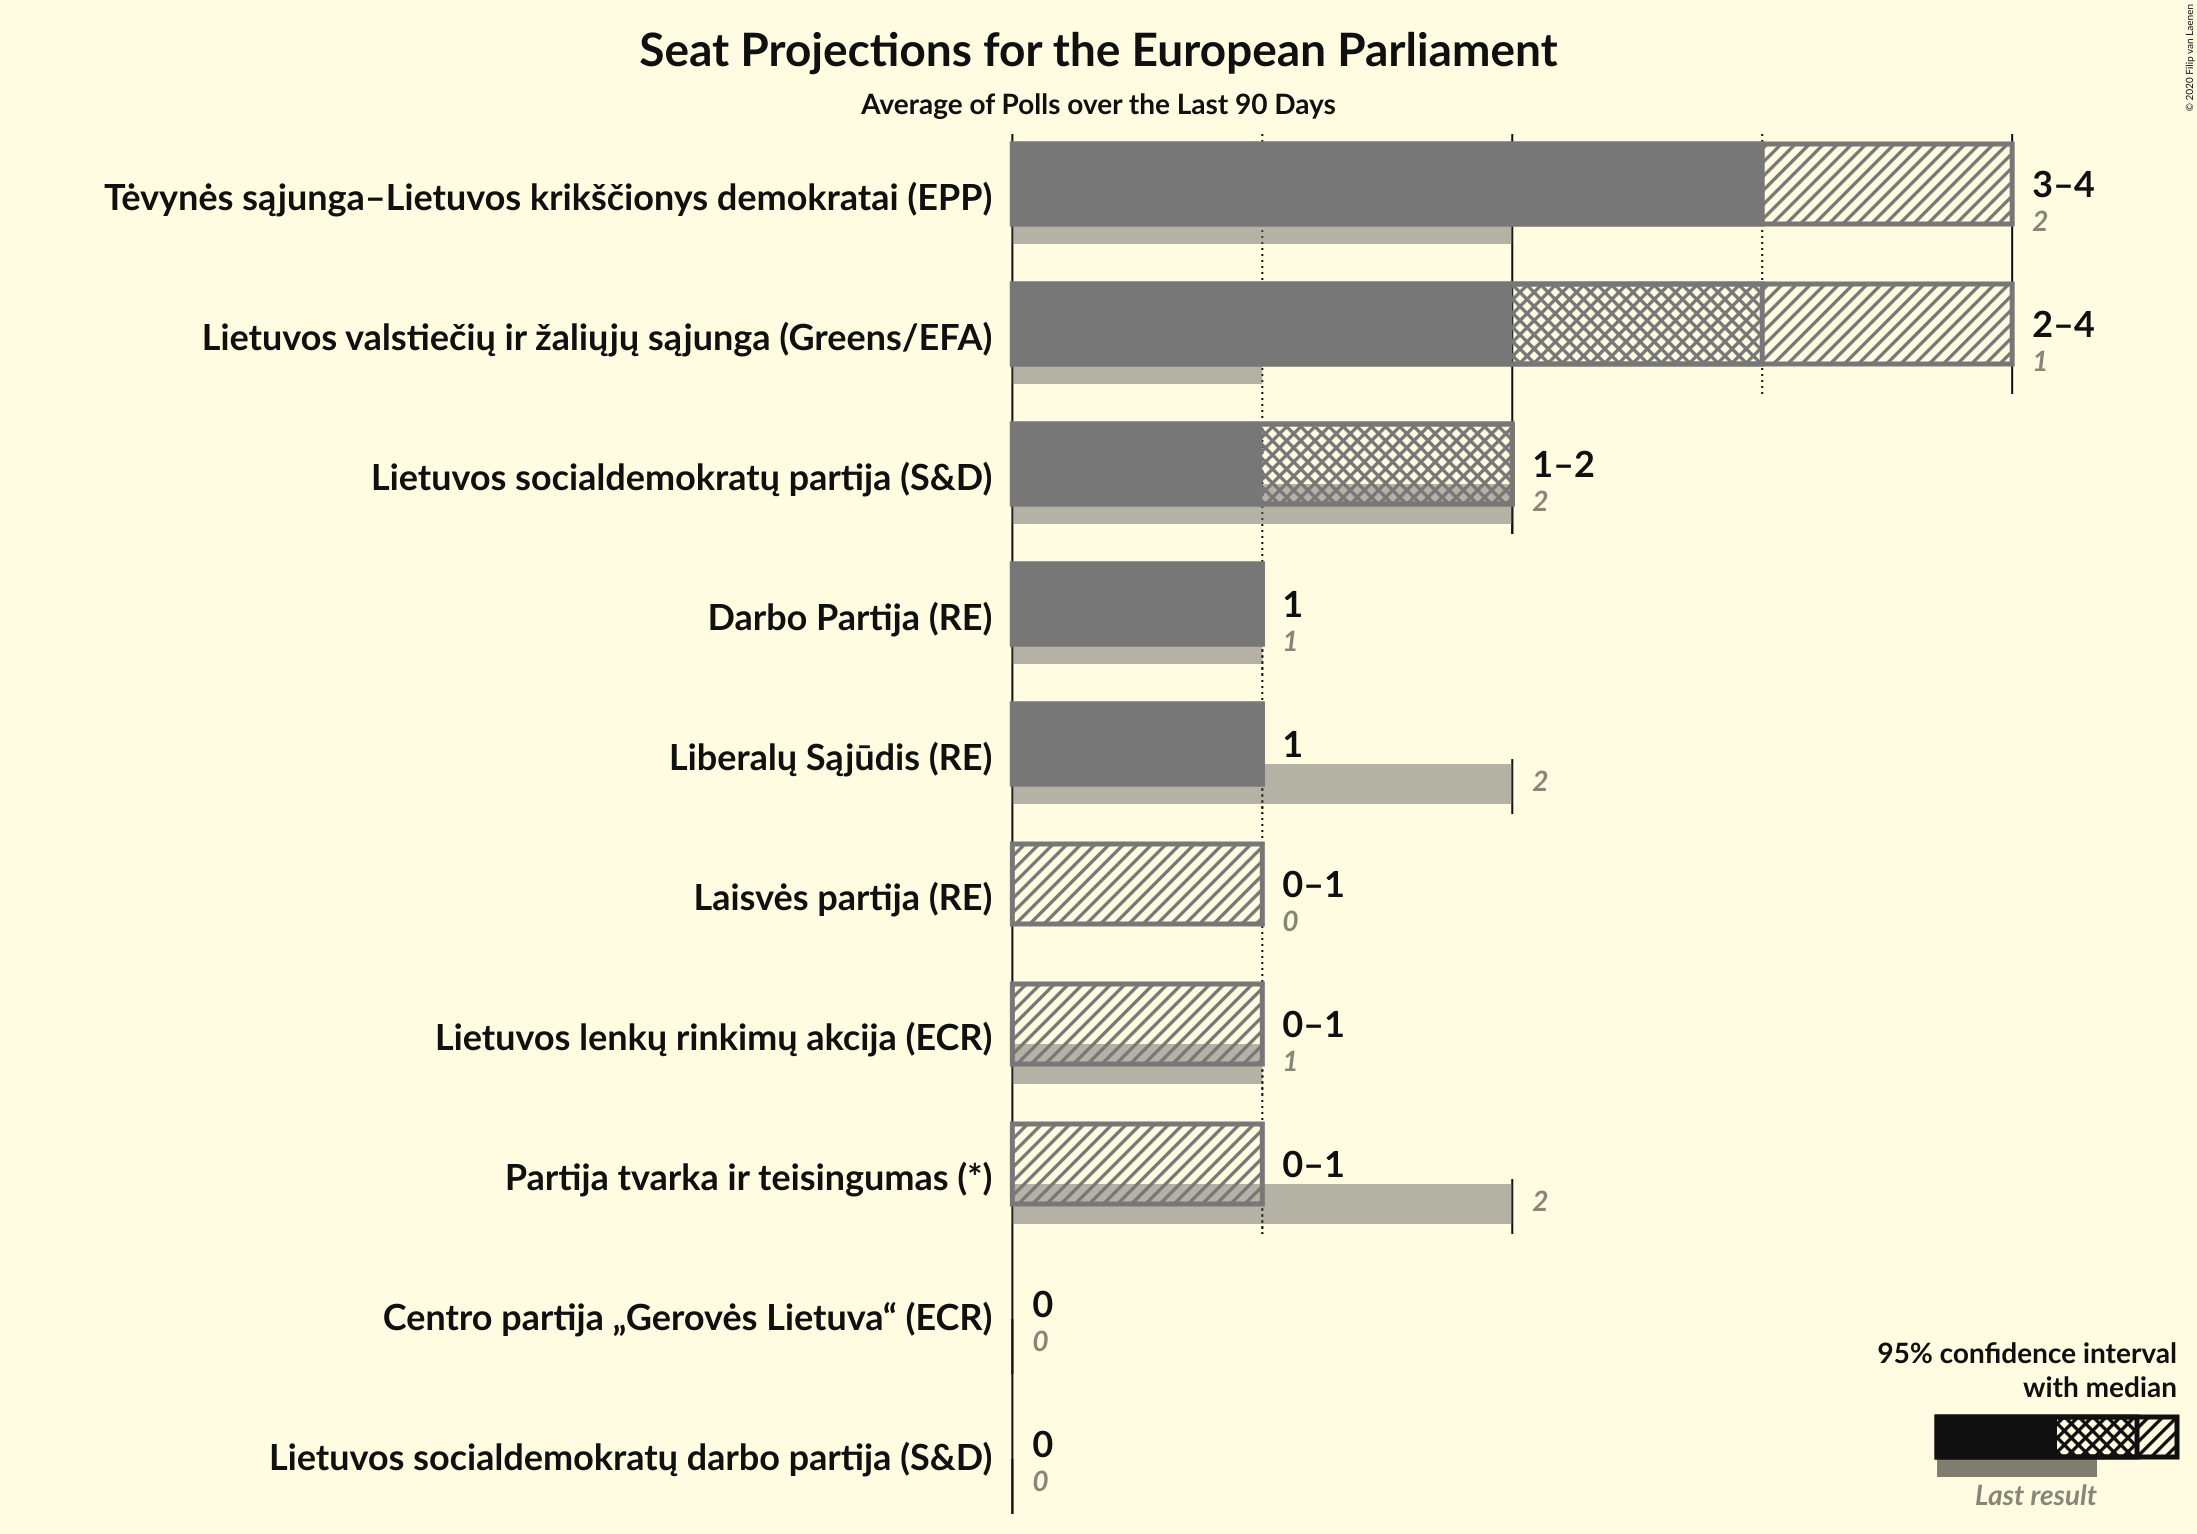 Seat Projections for the European Parliament
Average of Polls over the Last 90 Days
© 2020 Filip van Laenen
Tėvynės sąjunga–Lietuvos krikščionys demokratai (EPP)
3–4
2
Lietuvos valstiečių ir žaliųjų sąjunga (Greens/EFA)
2–4
1
Lietuvos socialdemokratų partija (S&D)
1–2
2
Darbo Partija (RE)
1
1
Liberalų Sąjūdis (RE)
1
2
Laisvės partija (RE)
0–1
0
Lietuvos lenkų rinkimų akcija (ECR)
0–1
1
Partija tvarka ir teisingumas (*)
0–1
2
Centro partija „Gerovės Lietuva“ (ECR)
0
0
Lietuvos socialdemokratų darbo partija (S&D)
0
0
95% confidence interval
with median
Last result